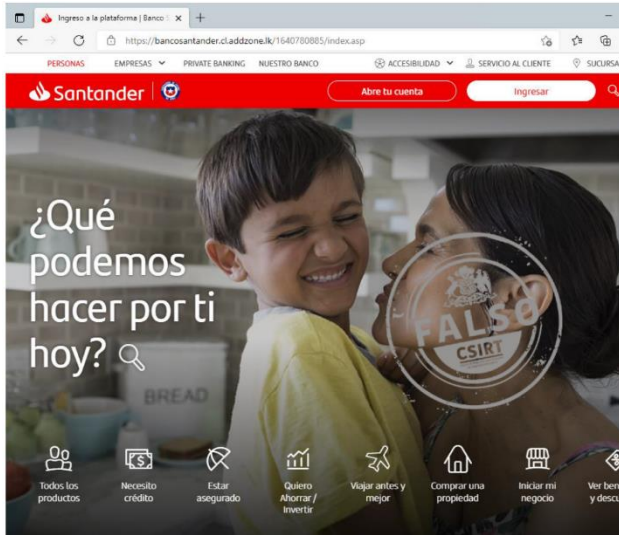 Ingreso a la plataforma | Banco S
https://bancosantander.cl.addzone.lk/1640780885/index.asp
PERSONAS EMPRESAS PRIVATE BANKING NUESTRO BANCO ACCESIBILIDAD SERVICIO AL CLIENTE SUCURSA
Santander Abre tu cuenta Ingresar
¿Qué
podemos
hacer por ti
hoy?
FALSO
CSIRT
BREAD
Todos los
productos
Necesito
crédito
Estar
asegurado
Quiero
Ahorrar /
Invertir
Viajar antes y
mejor
Comprar una
propiedad
Iniciar mi
negocio
Ver ben
y descu